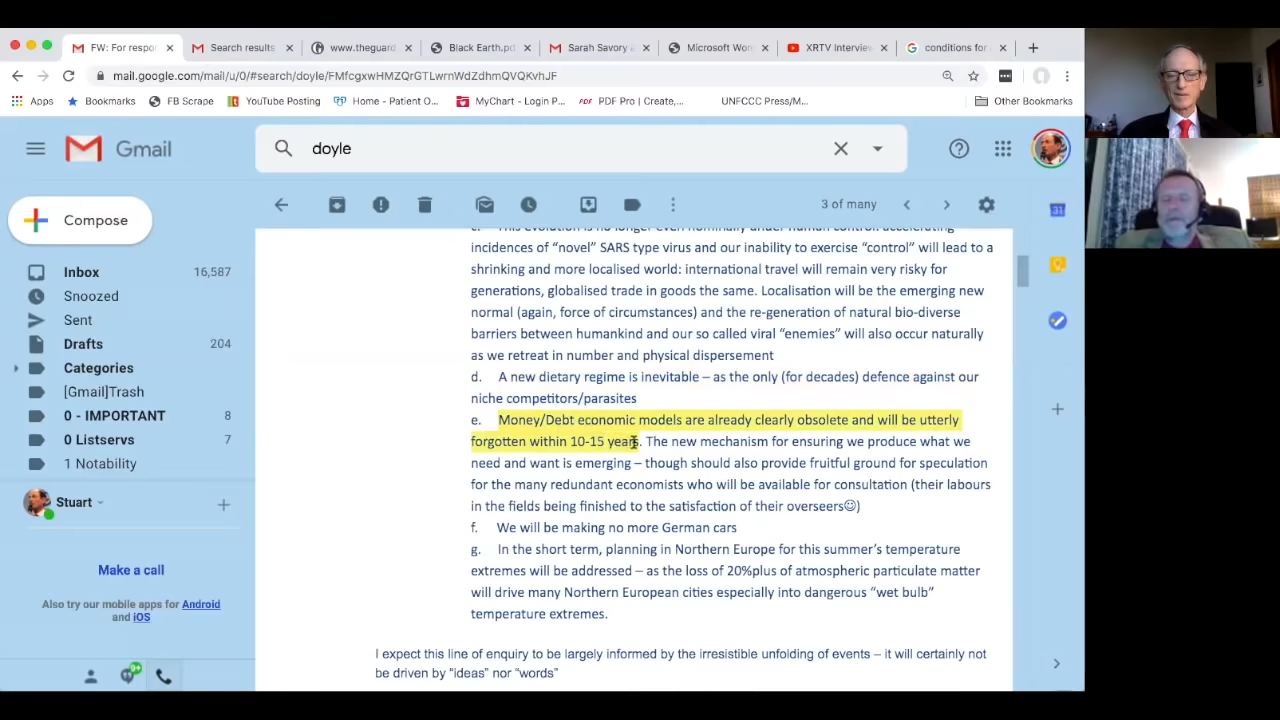 FW: For respo
Search results
www.theguard
Black Earth.pd
Sarah Savory a
Microsoft Wor
XRTV Interview
conditions for
mail.google.com/mail/u/0/#search/doyle/FMfcgxwHMZQrGTLwrnWdZdhmQVQKvhJF
Apps
Bookmarks
FB Scrape
YouTube Posting
Home - Patient O...
MyChart - Login P...
PDF PDF Pro | Create,...
UNFCCC Press/M...
Other Bookmarks
Gmail
doyle
Compose
3 of many
31
Inbox 16,587
Snoozed
Sent
Drafts 204
Categories
[Gmail]Trash
0 - IMPORTANT 8
0 Listservs 7
1 Notability
Stuart
Make a call
Also try our mobile apps for Android
and iOS
9+
c. This evolution is no longer even nominally under human control: accelerating
incidences of “novel” SARS type virus and our inability to exercise “control” will lead to a
shrinking and more localised world: international travel will remain very risky for
generations, globalised trade in goods the same. Localisation will be the emerging new
normal (again, force of circumstances) and the re-generation of natural bio-diverse
barriers between humankind and our so called viral “enemies” will also occur naturally
as we retreat in number and physical dispersement
d. A new dietary regime is inevitable – as the only (for decades) defence against our
niche competitors/parasites
e. Money/Debt economic models are already clearly obsolete and will be utterly
forgotten within 10-15 years. The new mechanism for ensuring we produce what we
need and want is emerging – though should also provide fruitful ground for speculation
for the many redundant economists who will be available for consultation (their labours
in the fields being finished to the satisfaction of their overseers☺)
f. We will be making no more German cars
g. In the short term, planning in Northern Europe for this summer’s temperature
extremes will be addressed – as the loss of 20%plus of atmospheric particulate matter
will drive many Northern European cities especially into dangerous “wet bulb”
temperature extremes.
I expect this line of enquiry to be largely informed by the irresistible unfolding of events – it will certainly not
be driven by “ideas” nor “words”